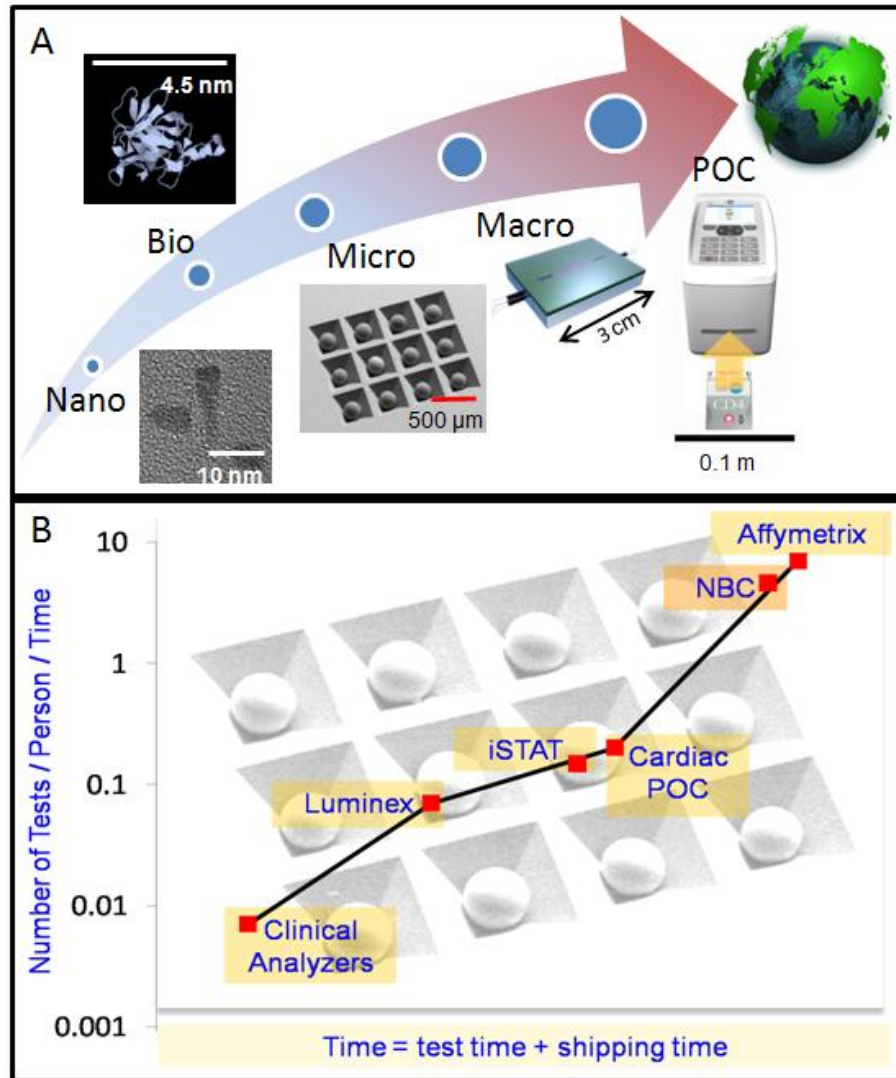 A
4.5 nm
POC
Bio
Macro
Micro
3 cm
Nano
500 µm
CD4
10 nm
0.1 m
B
10
Affymetrix
NBC
1
iSTAT
Cardiac
POC
0.1
Luminex
0.01
Clinical
Analyzers
0.001
Number of Tests / Person / Time
Time = test time + shipping time